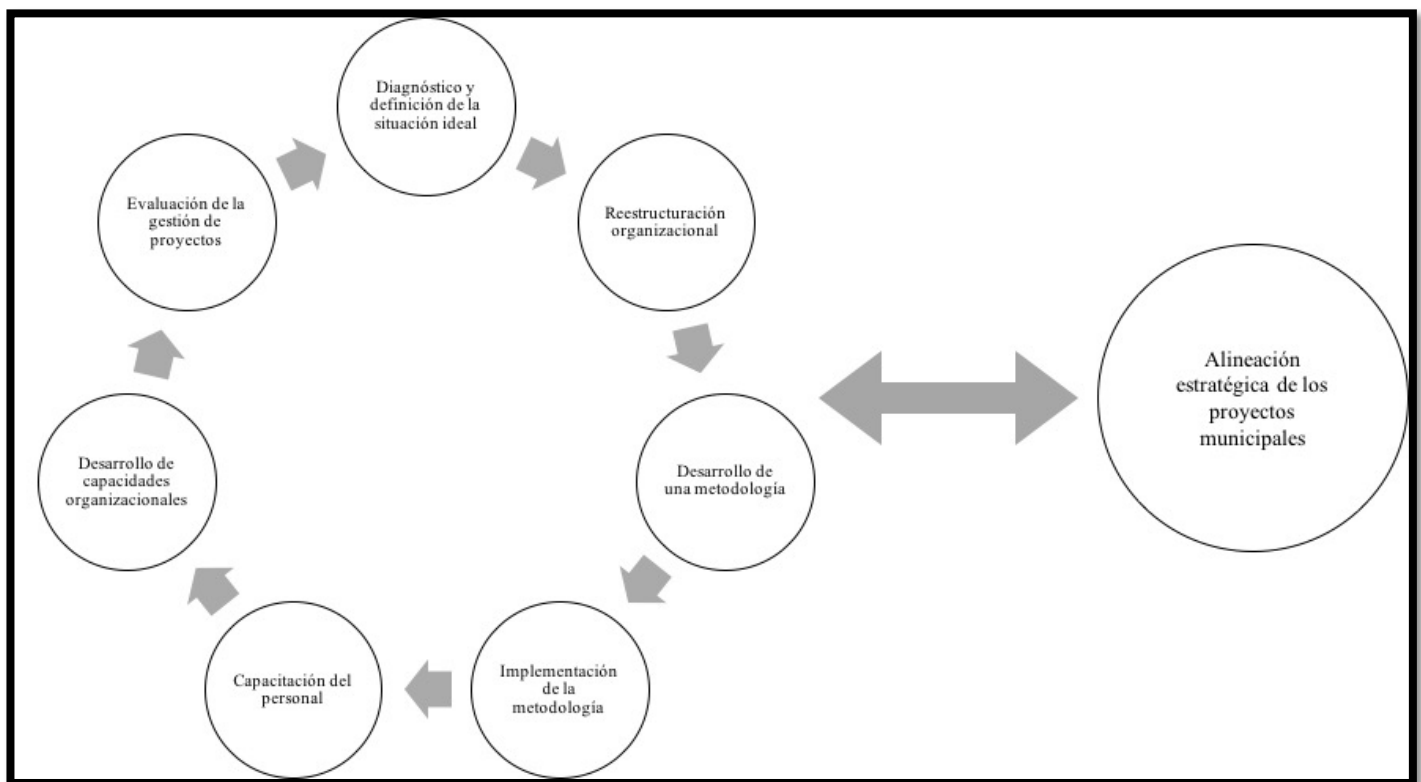 Diagnóstico y
definición de la
situación ideal
Reestructuración
organizacional
Desarrollo de
una metodología
Implementación
de la
metodología
Capacitación del
personal
Desarrollo de
capacidades
organizacionales
Evaluación de la
gestión de
proyectos
Alineación
estratégica de los
proyectos
municipales